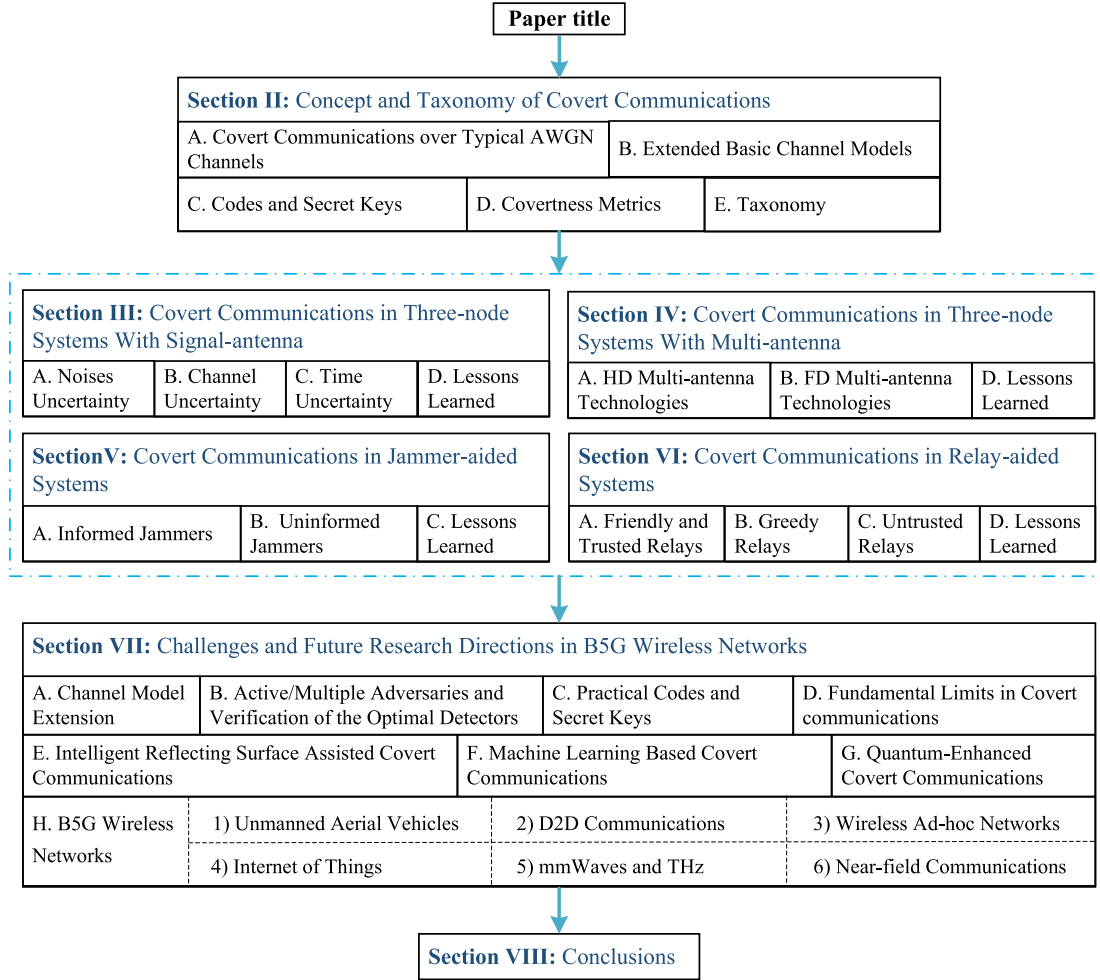 Paper title
Section II: Concept and Taxonomy of Covert Communications
A. Covert Communications over Typical AWGN
Channels
B. Extended Basic Channel Models
C. Codes and Secret Keys
D. Covertness Metrics
E. Taxonomy
Section III: Covert Communications in Three-node
Systems With Signal-antenna
A. Noises
Uncertainty
B. Channel
Uncertainty
C. Time
Uncertainty
D. Lessons
Learned
Section IV: Covert Communications in Three-node
Systems With Multi-antenna
A. HD Multi-antenna
Technologies
B. FD Multi-antenna
Technologies
D. Lessons
Learned
SectionV: Covert Communications in Jammer-aided
Systems
A. Informed Jammers
B. Uninformed
Jammers
C. Lessons
Learned
Section VI: Covert Communications in Relay-aided
Systems
A. Friendly and
Trusted Relays
B. Greedy
Relays
C. Untrusted
Relays
D. Lessons
Learned
Section VII: Challenges and Future Research Directions in B5G Wireless Networks
A. Channel Model
Extension
B. Active/Multiple Adversaries and
Verification of the Optimal Detectors
C. Practical Codes and
Secret Keys
D. Fundamental Limits in Covert
communications
E. Intelligent Reflecting Surface Assisted Covert
Communications
F. Machine Learning Based Covert
Communications
G. Quantum-Enhanced
Covert Communications
H. B5G Wireless
Networks
1) Unmanned Aerial Vehicles
2) D2D Communications
3) Wireless Ad-hoc Networks
4) Internet of Things
5) mmWaves and THz
6) Near-field Communications
Section VIII: Conclusions